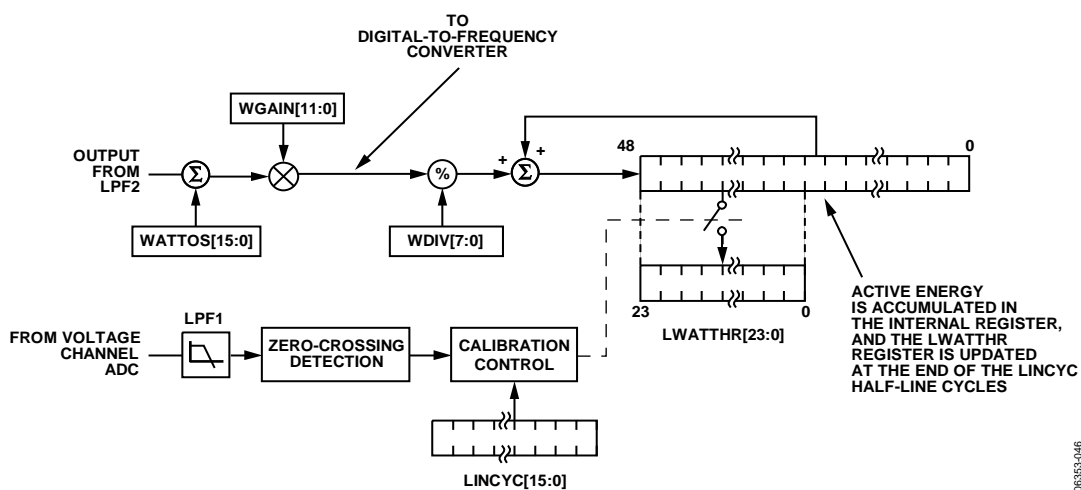 TO
DIGITAL-TO-FREQUENCY
CONVERTER
WGAIN[11:0]
OUTPUT
FROM
LPF2
Σ
%
+
+
Σ
48
0
WATTOS[15:0]
WDIV[7:0]
23
0
LWATTHR[23:0]
ACTIVE ENERGY
IS ACCUMULATED IN
THE INTERNAL REGISTER,
AND THE LWATTHR
REGISTER IS UPDATED
AT THE END OF THE LINCYC
HALF-LINE CYCLES
FROM VOLTAGE
CHANNEL
ADC
LPF1
ZERO-CROSSING
DETECTION
CALIBRATION
CONTROL
LINCYC[15:0]
06353-046